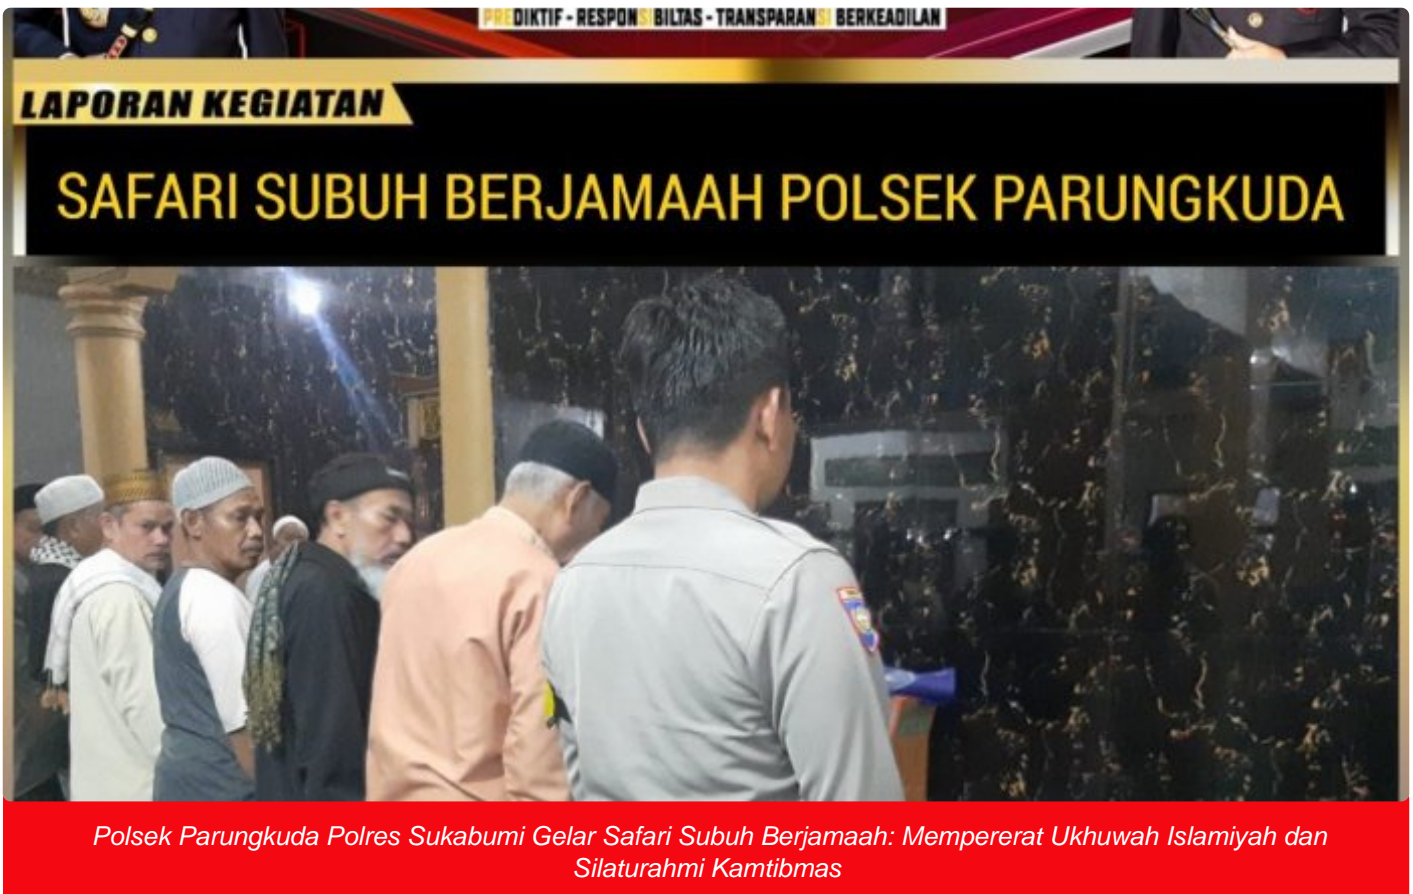 PREDIKTIF - RESPONSIBILTAS - TRANSPARANSI BERKEADILAN
LAPORAN KEGIATAN
SAFARI SUBUH BERJAMAAH POLSEK PARUNGKUDA
Polsek Parungkuda Polres Sukabumi Gelar Safari Subuh Berjamaah: Mempererat Ukhuwah Islamiyah dan
Silaturahmi Kamtibmas